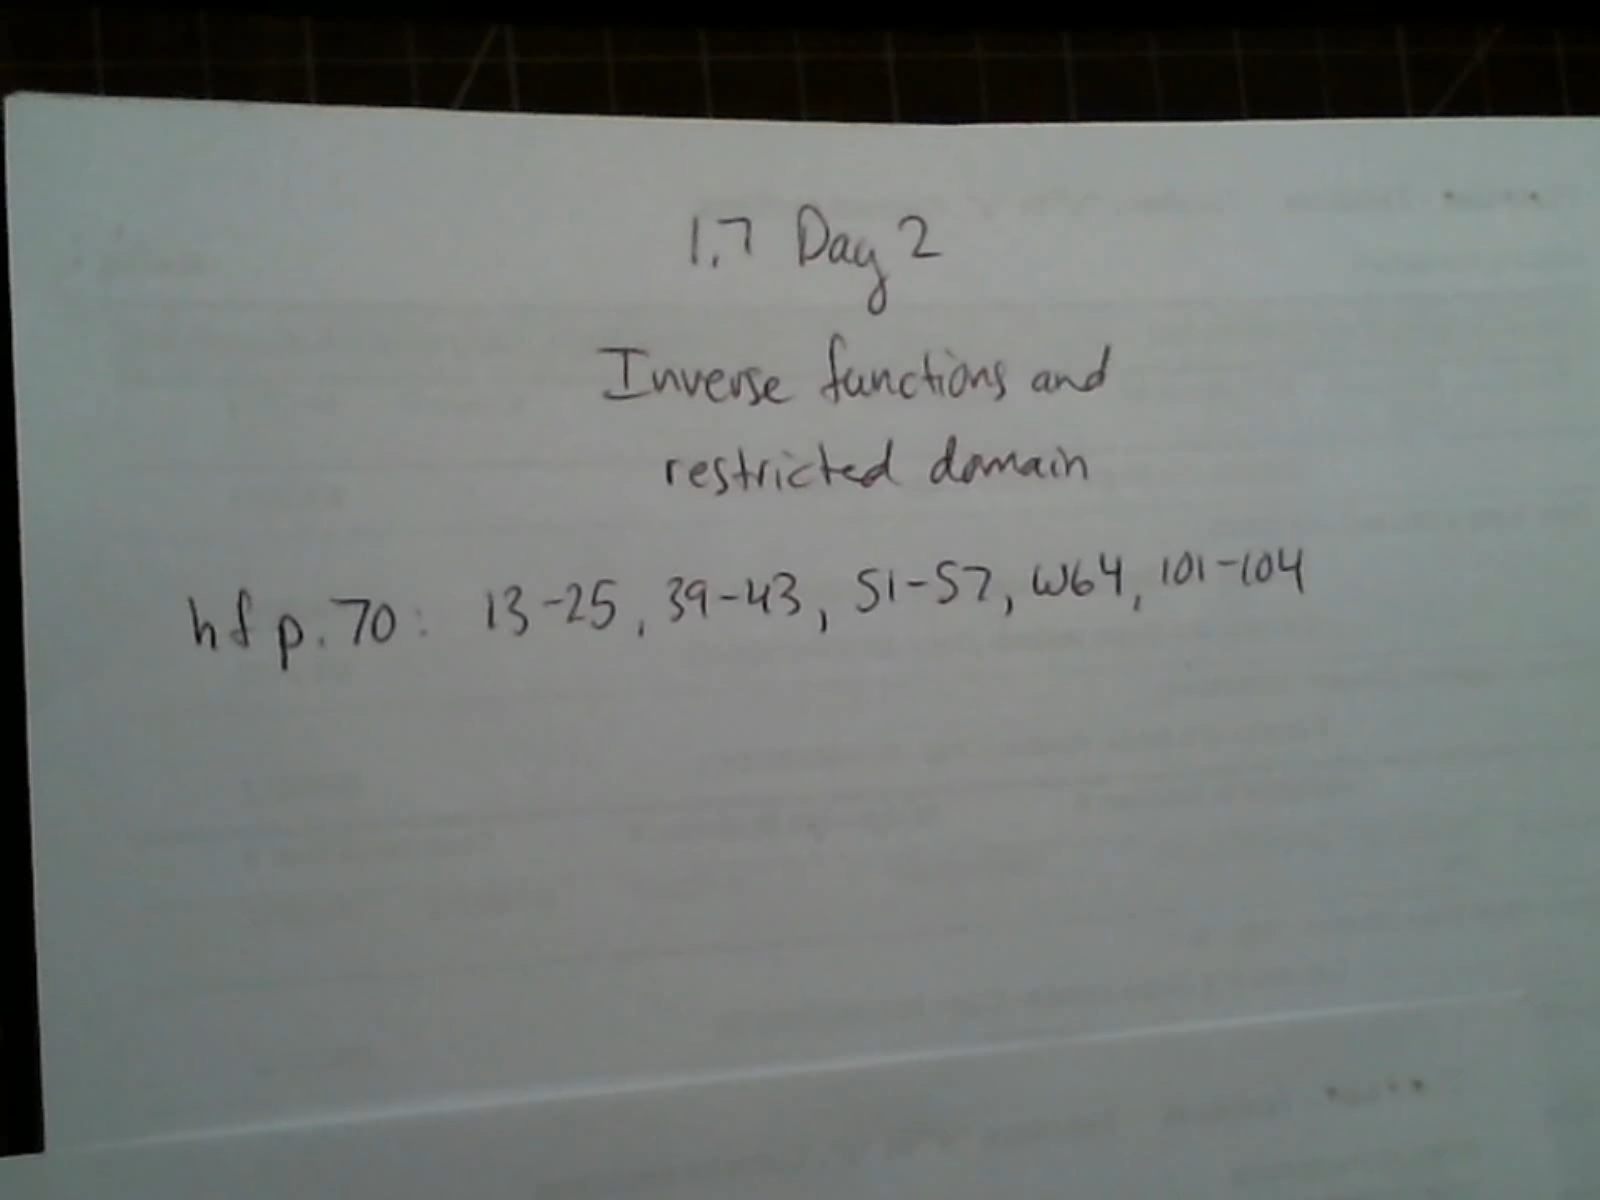 1.7 Day 2
Inverse functions and
restricted domain
hf p. 70: 13-25, 39-43, 51-57, W64, 101-104